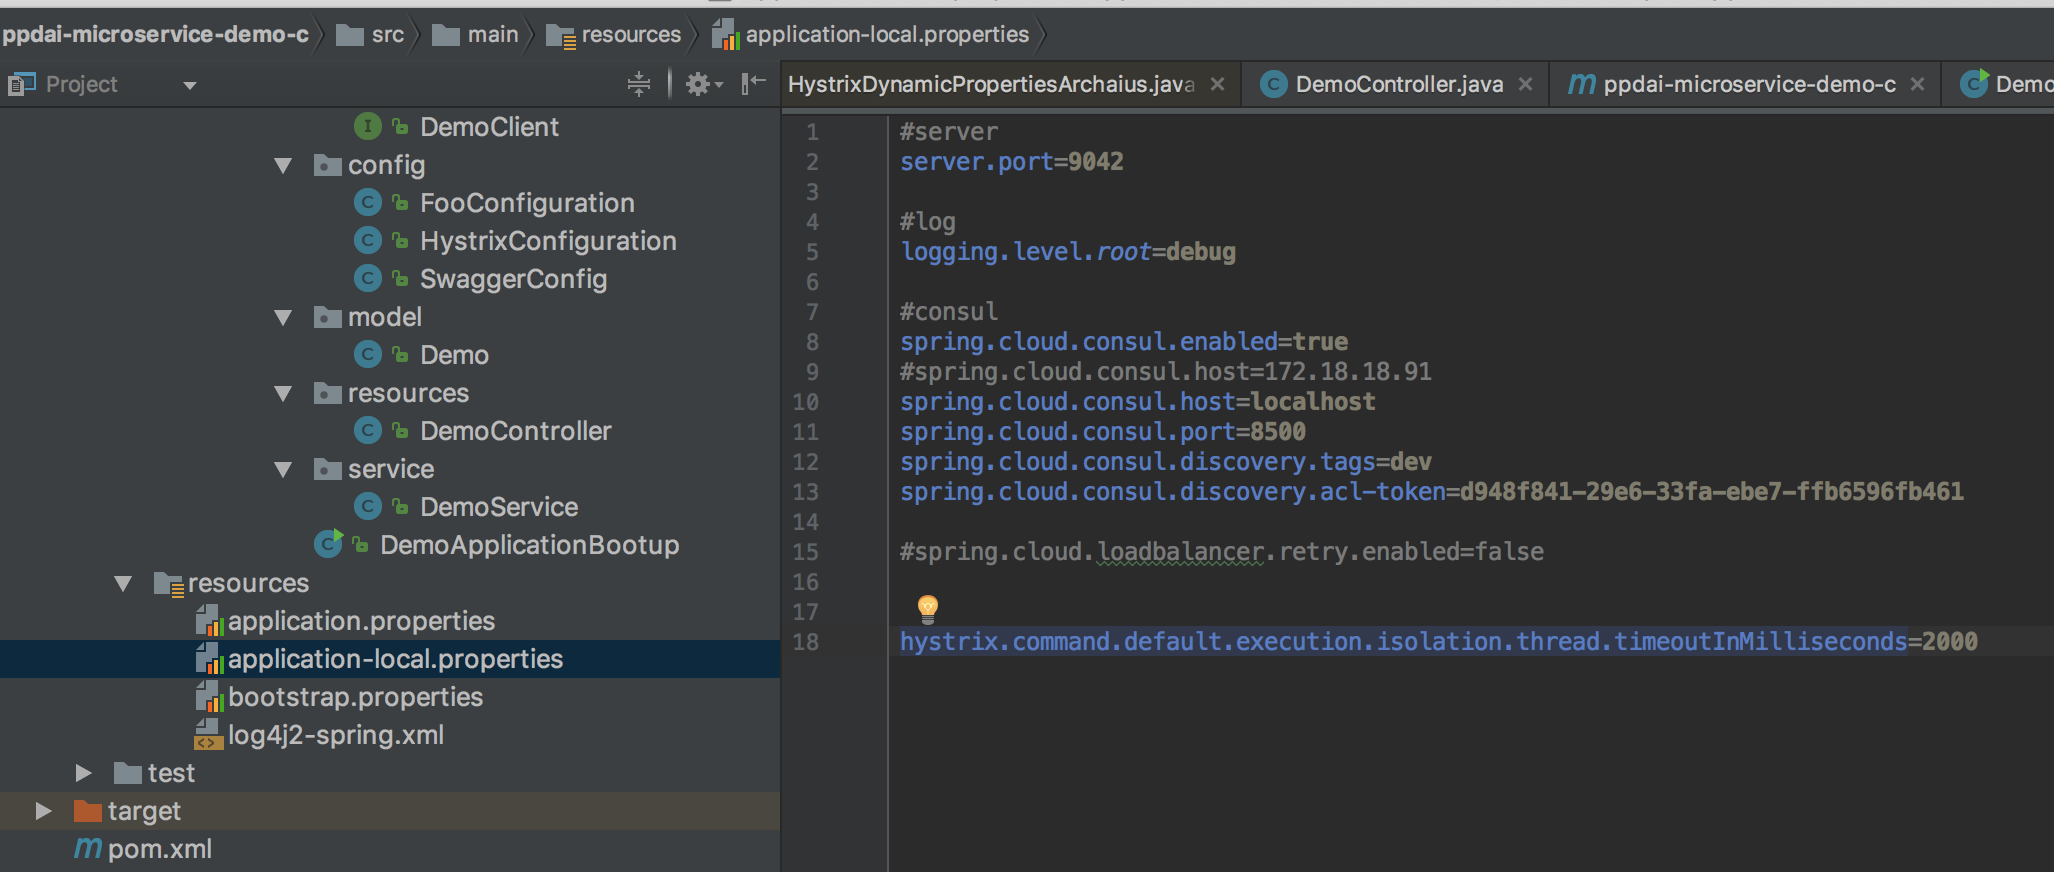 ppdai-microservice-demo-c src main resources application-local.properties
Project
HystrixDynamicPropertiesArchaius.java DemoController.java ppdai-microservice-demo-c Demo
DemoClient
config
FooConfiguration
HystrixConfiguration
SwaggerConfig
model
Demo
resources
DemoController
service
DemoService
DemoApplicationBootup
resources
application.properties
application-local.properties
bootstrap.properties
log4j2-spring.xml
test
target
pom.xml
1 #server
2 server.port=9042
3
4 #log
5 logging.level.root=debug
6
7 #consul
8 spring.cloud.consul.enabled=true
9 #spring.cloud.consul.host=172.18.18.91
10 spring.cloud.consul.host=localhost
11 spring.cloud.consul.port=8500
12 spring.cloud.consul.discovery.tags=dev
13 spring.cloud.consul.discovery.acl-token=d948f841-29e6-33fa-ebe7-ffb6596fb461
14
15 #spring.cloud.loadbalancer.retry.enabled=false
16
17
18 hystrix.command.default.execution.isolation.thread.timeoutInMilliseconds=2000